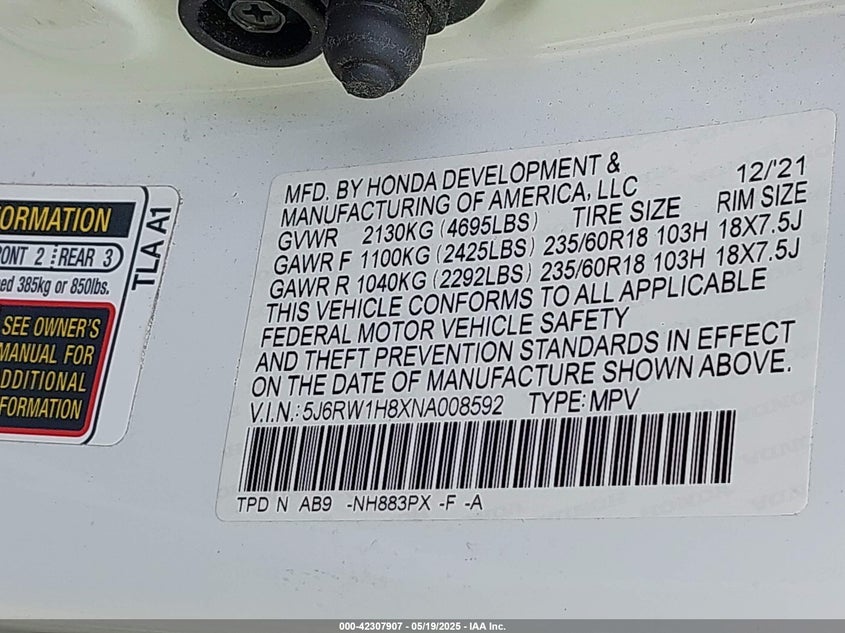 ORMATION
ONT 2 REAR 3
ed 385kg or 850lbs.
SEE OWNER'S
MANUAL FOR
DDITIONAL
FORMATION
TLA A1
MFD. BY HONDA DEVELOPMENT & 12/'21
MANUFACTURING OF AMERICA, LLC
GVWR 2130KG (4695LBS) TIRE SIZE RIM SIZE
GAWR F 1100KG (2425LBS) 235/60R18 103H 18X7.5J
GAWR R 1040KG (2292LBS) 235/60R18 103H 18X7.5J
THIS VEHICLE CONFORMS TO ALL APPLICABLE
FEDERAL MOTOR VEHICLE SAFETY
AND THEFT PREVENTION STANDARDS IN EFFECT
ON THE DATE OF MANUFACTURE SHOWN ABOVE.
V.I.N.: 5J6RW1H8XNA008592 TYPE: MPV
TPD N AB9 -NH883PX -F -A
000-42307907 - 05/19/2025 - IAA Inc.